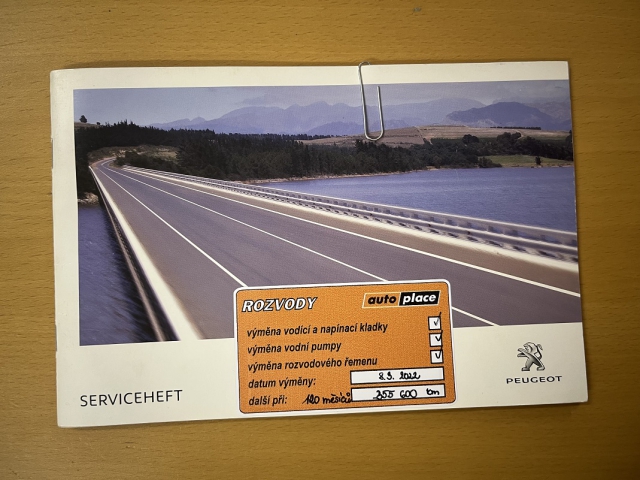 ROZVODY auto place
výměna vodící a napínací kladky
výměna vodní pumpy
výměna rozvodového řemenu
datum výměny: 8.3. 2022
další při: 120 měsíců 355 600 km
SERVICEHEFT
PEUGEOT